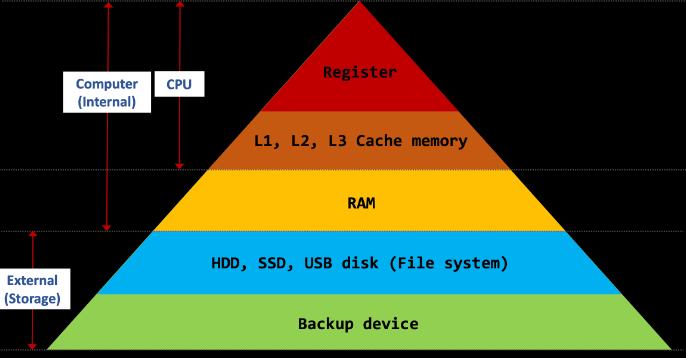 Register
Computer
(Internal)
CPU
L1, L2, L3 Cache memory
RAM
HDD, SSD, USB disk (File system)
External
(Storage)
Backup device